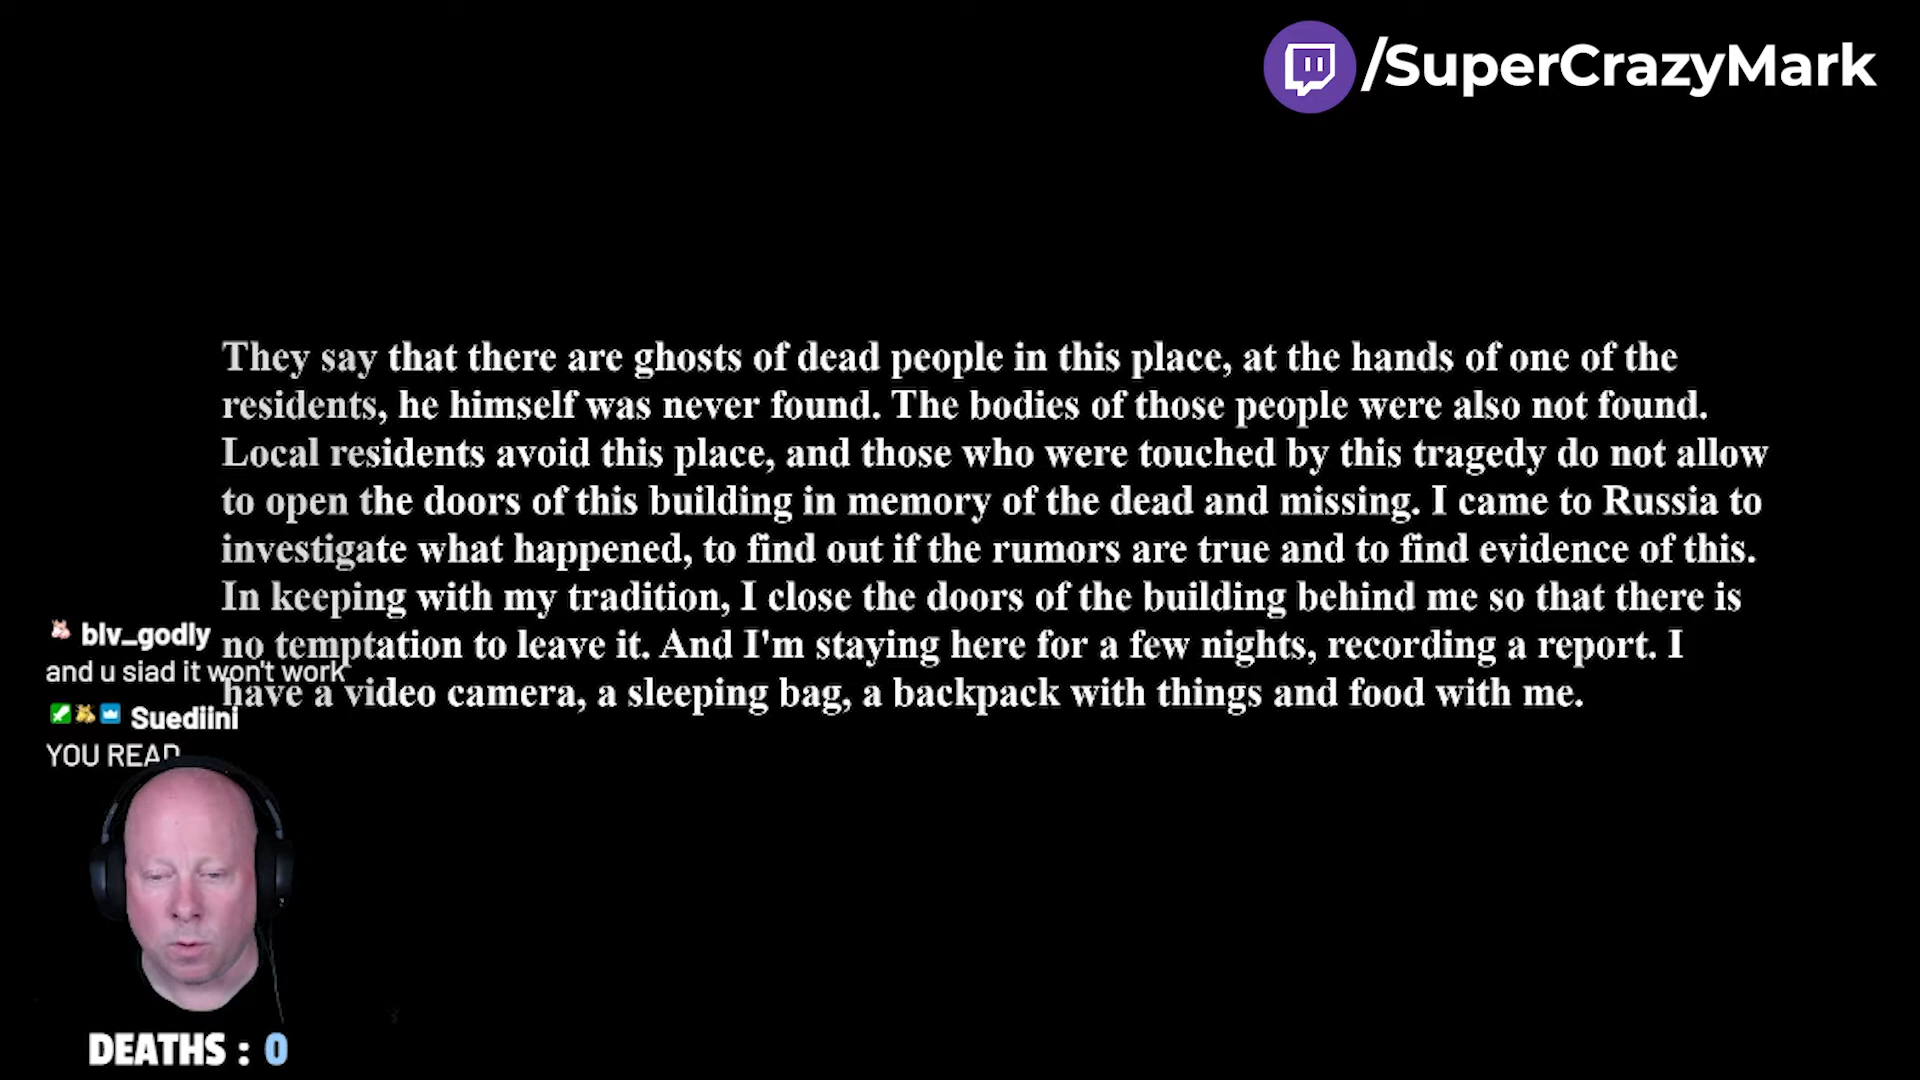 /SuperCrazyMark
They say that there are ghosts of dead people in this place, at the hands of one of the
residents, he himself was never found. The bodies of those people were also not found.
Local residents avoid this place, and those who were touched by this tragedy do not allow
to open the doors of this building in memory of the dead and missing. I came to Russia to
investigate what happened, to find out if the rumors are true and to find evidence of this.
In keeping with my tradition, I close the doors of the building behind me so that there is
no temptation to leave it. And I'm staying here for a few nights, recording a report. I
have a video camera, a sleeping bag, a backpack with things and food with me.
blv_godly
and u siad it won't work
Suediini
YOU READ
DEATHS : 0